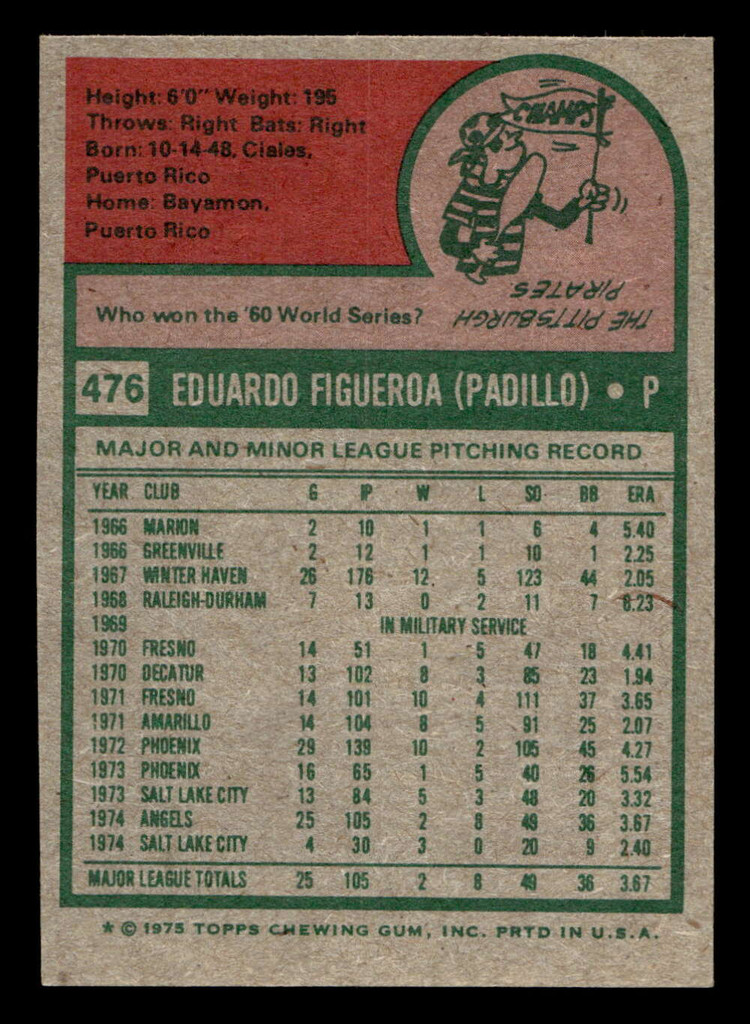 Height: 6'0" Weight: 195
Throws: Right Bats: Right
Born: 10-14-48, Ciales,
Puerto Rico
Home: Bayamon,
Puerto Rico
CHAMPS
Who won the '60 World Series?
THE PITTSBURGH
PIRATES
476 EDUARDO FIGUEROA (PADILLO) • P
MAJOR AND MINOR LEAGUE PITCHING RECORD
YEAR CLUB G IP W L SO BB ERA
1966 MARION 2 10 1 1 6 4 5.40
1966 GREENVILLE 2 12 1 1 10 1 2.25
1967 WINTER HAVEN 26 176 12 5 123 44 2.05
1968 RALEIGH-DURHAM 7 13 0 2 11 7 8.23
1969 IN MILITARY SERVICE
1970 FRESNO 14 51 1 5 47 18 4.41
1970 DECATUR 13 102 8 3 85 23 1.94
1971 FRESNO 14 101 10 4 111 37 3.65
1971 AMARILLO 14 104 8 5 91 25 2.07
1972 PHOENIX 29 139 10 2 105 45 4.27
1973 PHOENIX 16 65 1 5 40 26 5.54
1973 SALT LAKE CITY 13 84 5 3 48 20 3.32
1974 ANGELS 25 105 2 8 49 36 3.67
1974 SALT LAKE CITY 4 30 3 0 20 9 2.40
MAJOR LEAGUE TOTALS 25 105 2 8 49 36 3.67
* © 1975 TOPPS CHEWING GUM, INC. PRTD IN U.S.A.